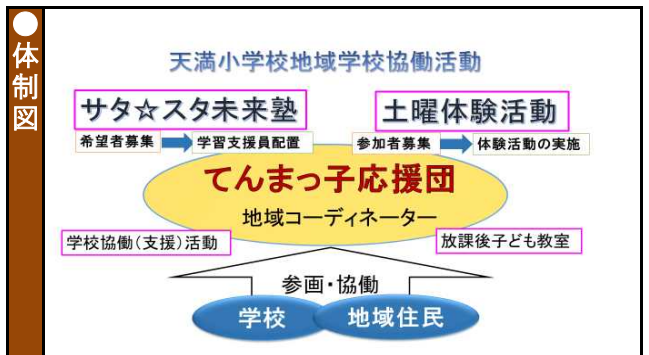 ●体制図
天満小学校地域学校協働活動
サタ☆スタ未来塾
土曜体験活動
希望者募集
学習支援員配置
参加者募集
体験活動の実施
てんまっ子応援団
地域コーディネーター
学校協働(支援)活動
放課後子ども教室
参画・協働
学校
地域住民